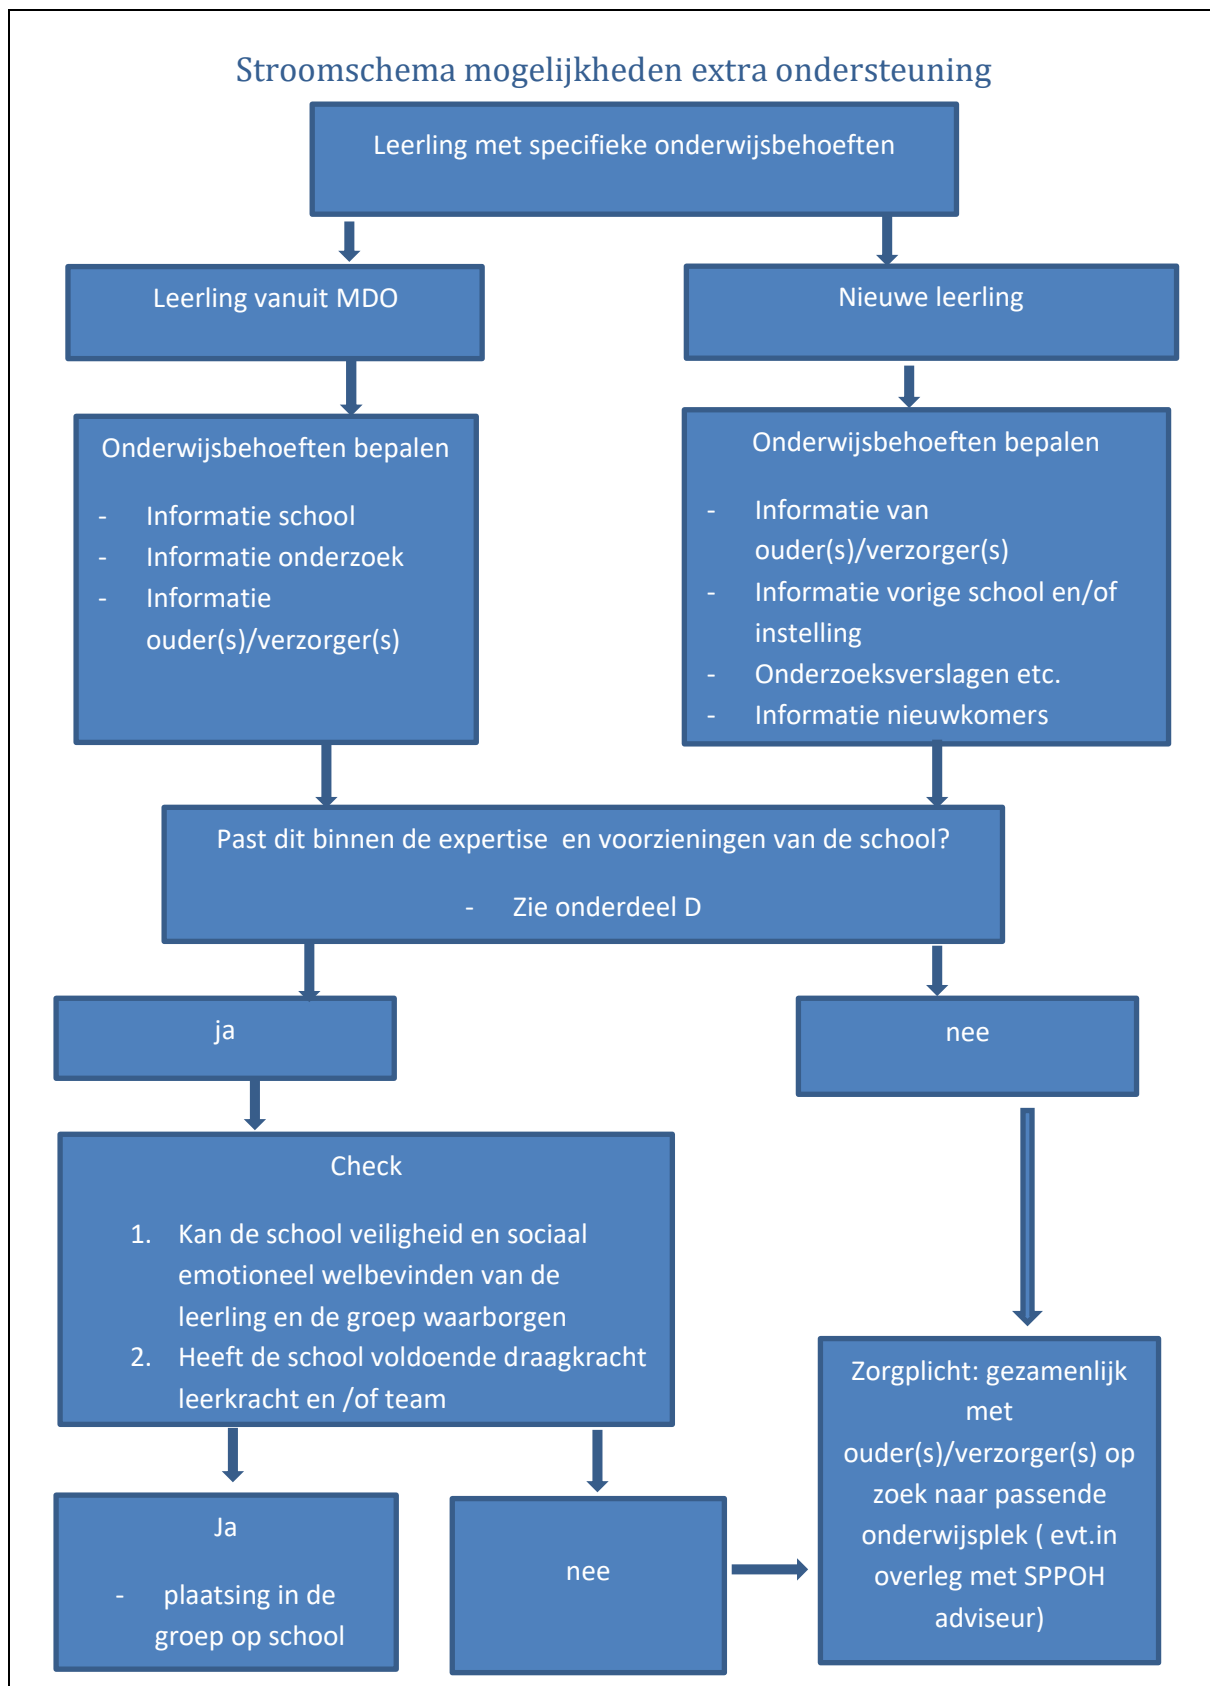 Stroomschema mogelijkheden extra ondersteuning
Leerling met specifieke onderwijsbehoeften
Leerling vanuit MDO
Nieuwe leerling
Onderwijsbehoeften bepalen
- Informatie school
- Informatie onderzoek
- Informatie
ouder(s)/verzorger(s)
Onderwijsbehoeften bepalen
- Informatie van
ouder(s)/verzorger(s)
- Informatie vorige school en/of
instelling
- Onderzoeksverslagen etc.
- Informatie nieuwkomers
Past dit binnen de expertise  en voorzieningen van de school?
- Zie onderdeel D
ja
nee
Check
1. Kan de school veiligheid en sociaal
emotioneel welbevinden van de
leerling en de groep waarborgen
2. Heeft de school voldoende draagkracht
leerkracht en /of team
Ja
- plaatsing in de
groep op school
nee
Zorgplicht: gezamenlijk
met
ouder(s)/verzorger(s) op
zoek naar passende
onderwijsplek ( evt.in
overleg met SPPOH
adviseur)